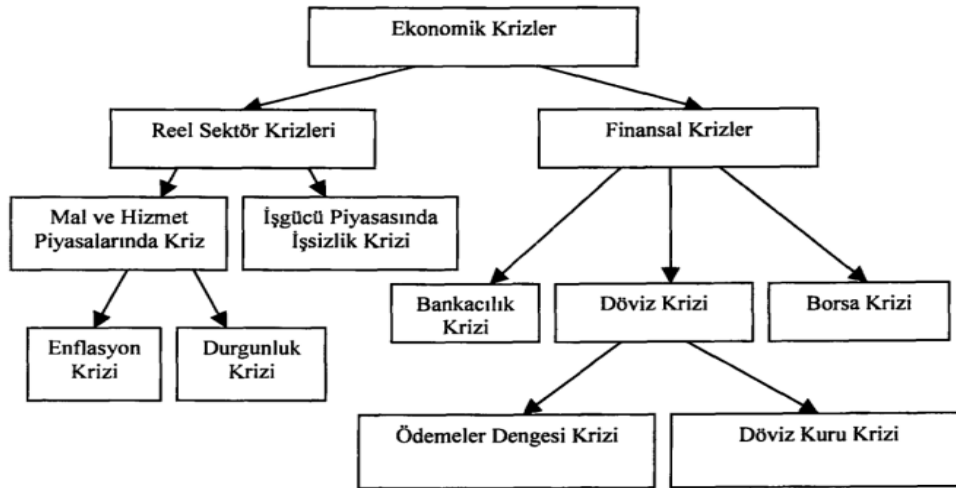 Ekonomik Krizler
Reel Sektör Krizleri
Finansal Krizler
Mal ve Hizmet
Piyasalarında Kriz
İşgücü Piyasasında
İşsizlik Krizi
Bankacılık
Krizi
Döviz Krizi
Borsa Krizi
Enflasyon
Krizi
Durgunluk
Krizi
Ödemeler Dengesi Krizi
Döviz Kuru Krizi